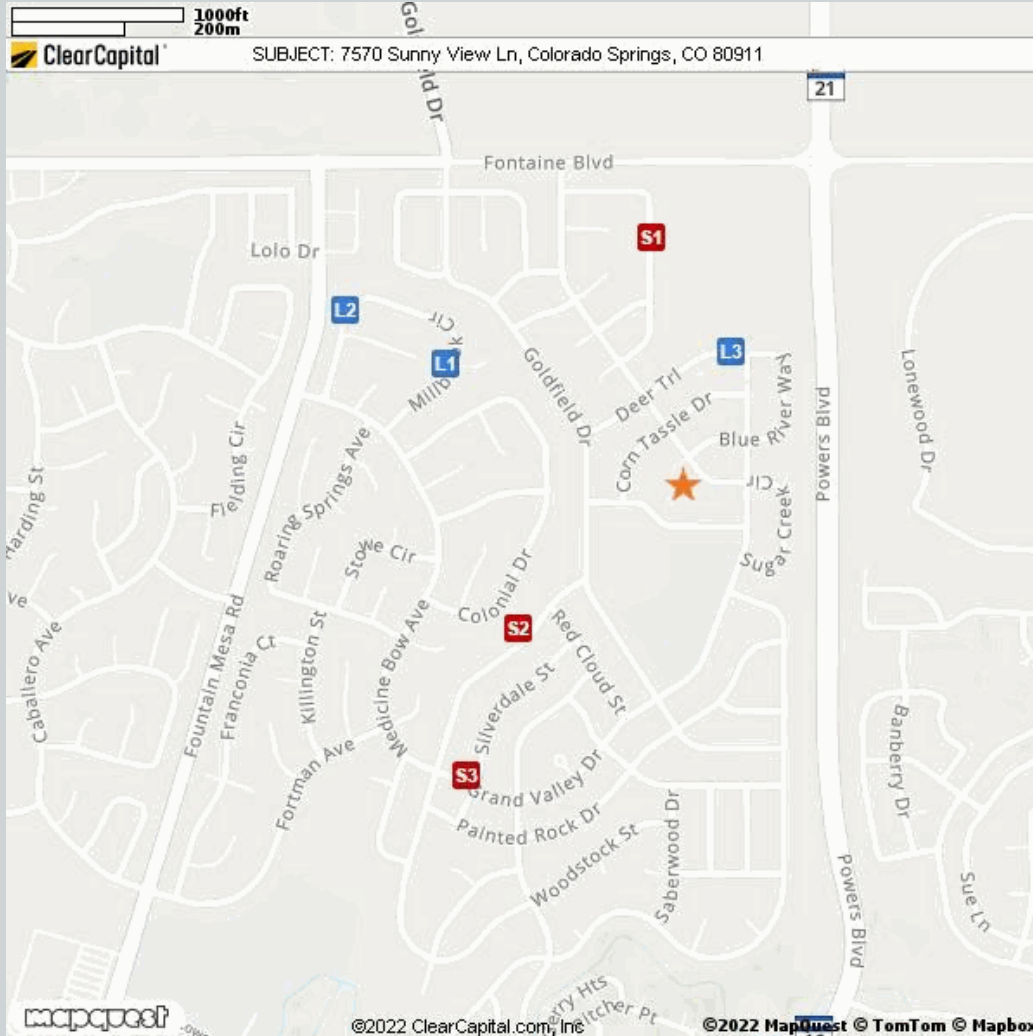 1000ft
200m
ClearCapital
SUBJECT: 7570 Sunny View Ln, Colorado Springs, CO 80911
21
Fontaine Blvd
S1
Lolo Dr
L2
Cir
L1
L3
Goldfield Dr
Deer Trl
Corn Tassle Dr
Blue River Way
Powers Blvd
Lonewood Dr
Harding St
Fielding Cir
Roaring Springs Ave
Cir
Sugar Creek
Stowe Cir
Colonial Dr
S2
Caballero Ave
Fountain Mesa Rd
Franconia Ct
Killington St
Medicine Bow Ave
Red Cloud St
Silverdale St
Banberry Dr
S3
Grand Valley Dr
Fortman Ave
Painted Rock Dr
Woodstock St
Saberwood Dr
Powers Blvd
Sue Ln
mapquest
©2022 ClearCapital.com, Inc
©2022 MapQuest © TomTom © Mapbox